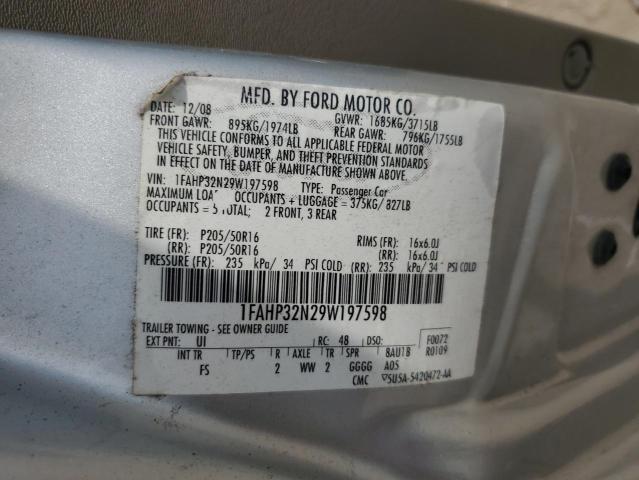 MFD. BY FORD MOTOR CO.
DATE: 12/08 GVWR: 1685KG/3715LB
FRONT GAWR: 895KG/1974LB REAR GAWR: 796KG/1755LB
THIS VEHICLE CONFORMS TO ALL APPLICABLE FEDERAL MOTOR
VEHICLE SAFETY, BUMPER, AND THEFT PREVENTION STANDARDS
IN EFFECT ON THE DATE OF MANUFACTURE SHOWN ABOVE.
VIN: 1FAHP32N29W197598 TYPE: Passenger Car
MAXIMUM LOA OCCUPANTS + LUGGAGE = 375KG/827LB
OCCUPANTS = 5 TOTAL; 2 FRONT, 3 REAR
TIRE (FR): P205/50R16 RIMS (FR): 16x6.0J
(RR): P205/50R16 (RR): 16x6.0J
PRESSURE (FR): 235 kPa/ 34 PSI COLD (RR): 235 kPa/ 34 PSI COLD
1FAHP32N29W197598
TRAILER TOWING - SEE OWNER GUIDE
EXT PNT: UI RC: 48 DSO: F0072
INT TR TP/PS R AXLE TR SPR 8AU1B R0109
FS 2 WW 2 GGGG A05
CMC 5U5A-5420472-AA